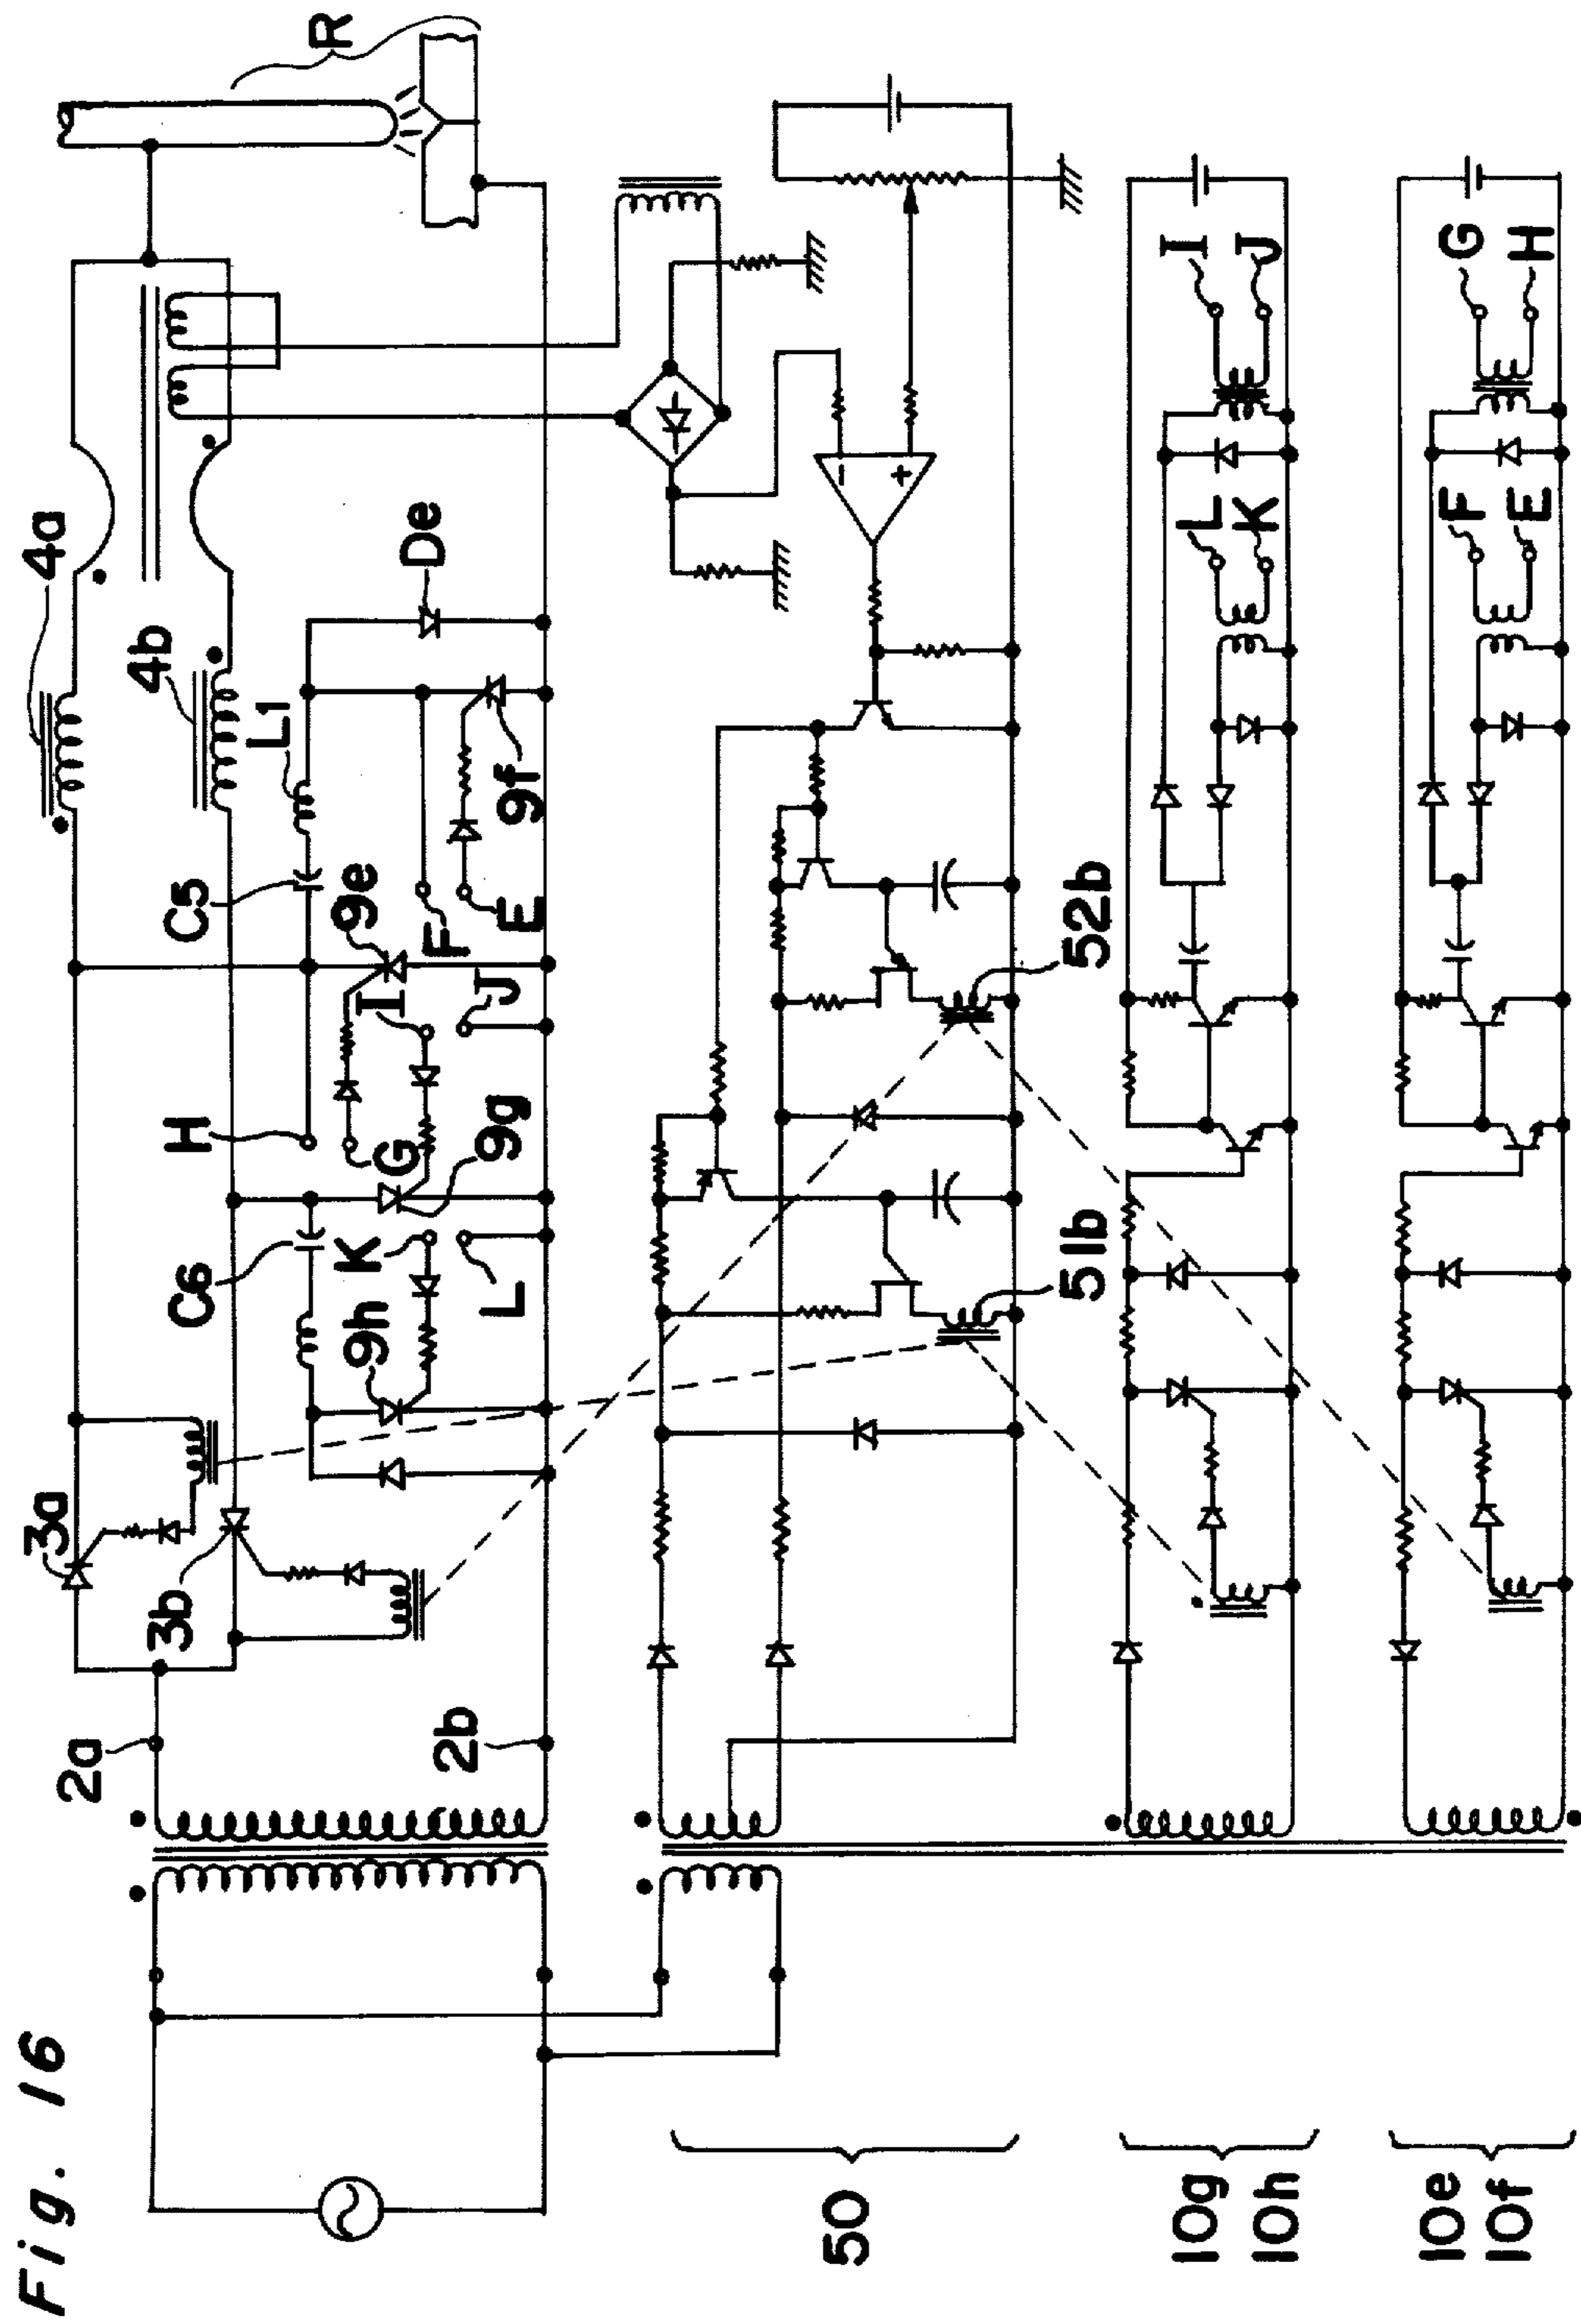 Fig. 16
R
4a
4b
L1
De
C5
9e
9f
F
E
I
J
H
G
9g
C6
K
L
9h
3a
3b
2a
2b
-
+
52b
51b
50
I
J
L
K
10g
10h
G
H
F
E
10e
10f